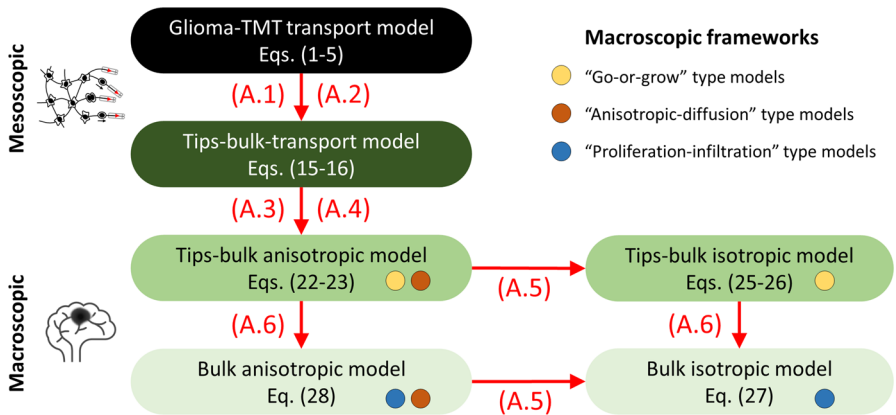 Mesoscopic
Glioma-TMT transport model
Eqs. (1-5)
(A.1) (A.2)
Tips-bulk-transport model
Eqs. (15-16)
(A.3) (A.4)
Macroscopic frameworks
“Go-or-grow” type models
“Anisotropic-diffusion” type models
“Proliferation-infiltration” type models
Macroscopic
Tips-bulk anisotropic model
Eqs. (22-23)
(A.5)
Tips-bulk isotropic model
Eqs. (25-26)
(A.6)
(A.6)
Bulk anisotropic model
Eq. (28)
(A.5)
Bulk isotropic model
Eq. (27)